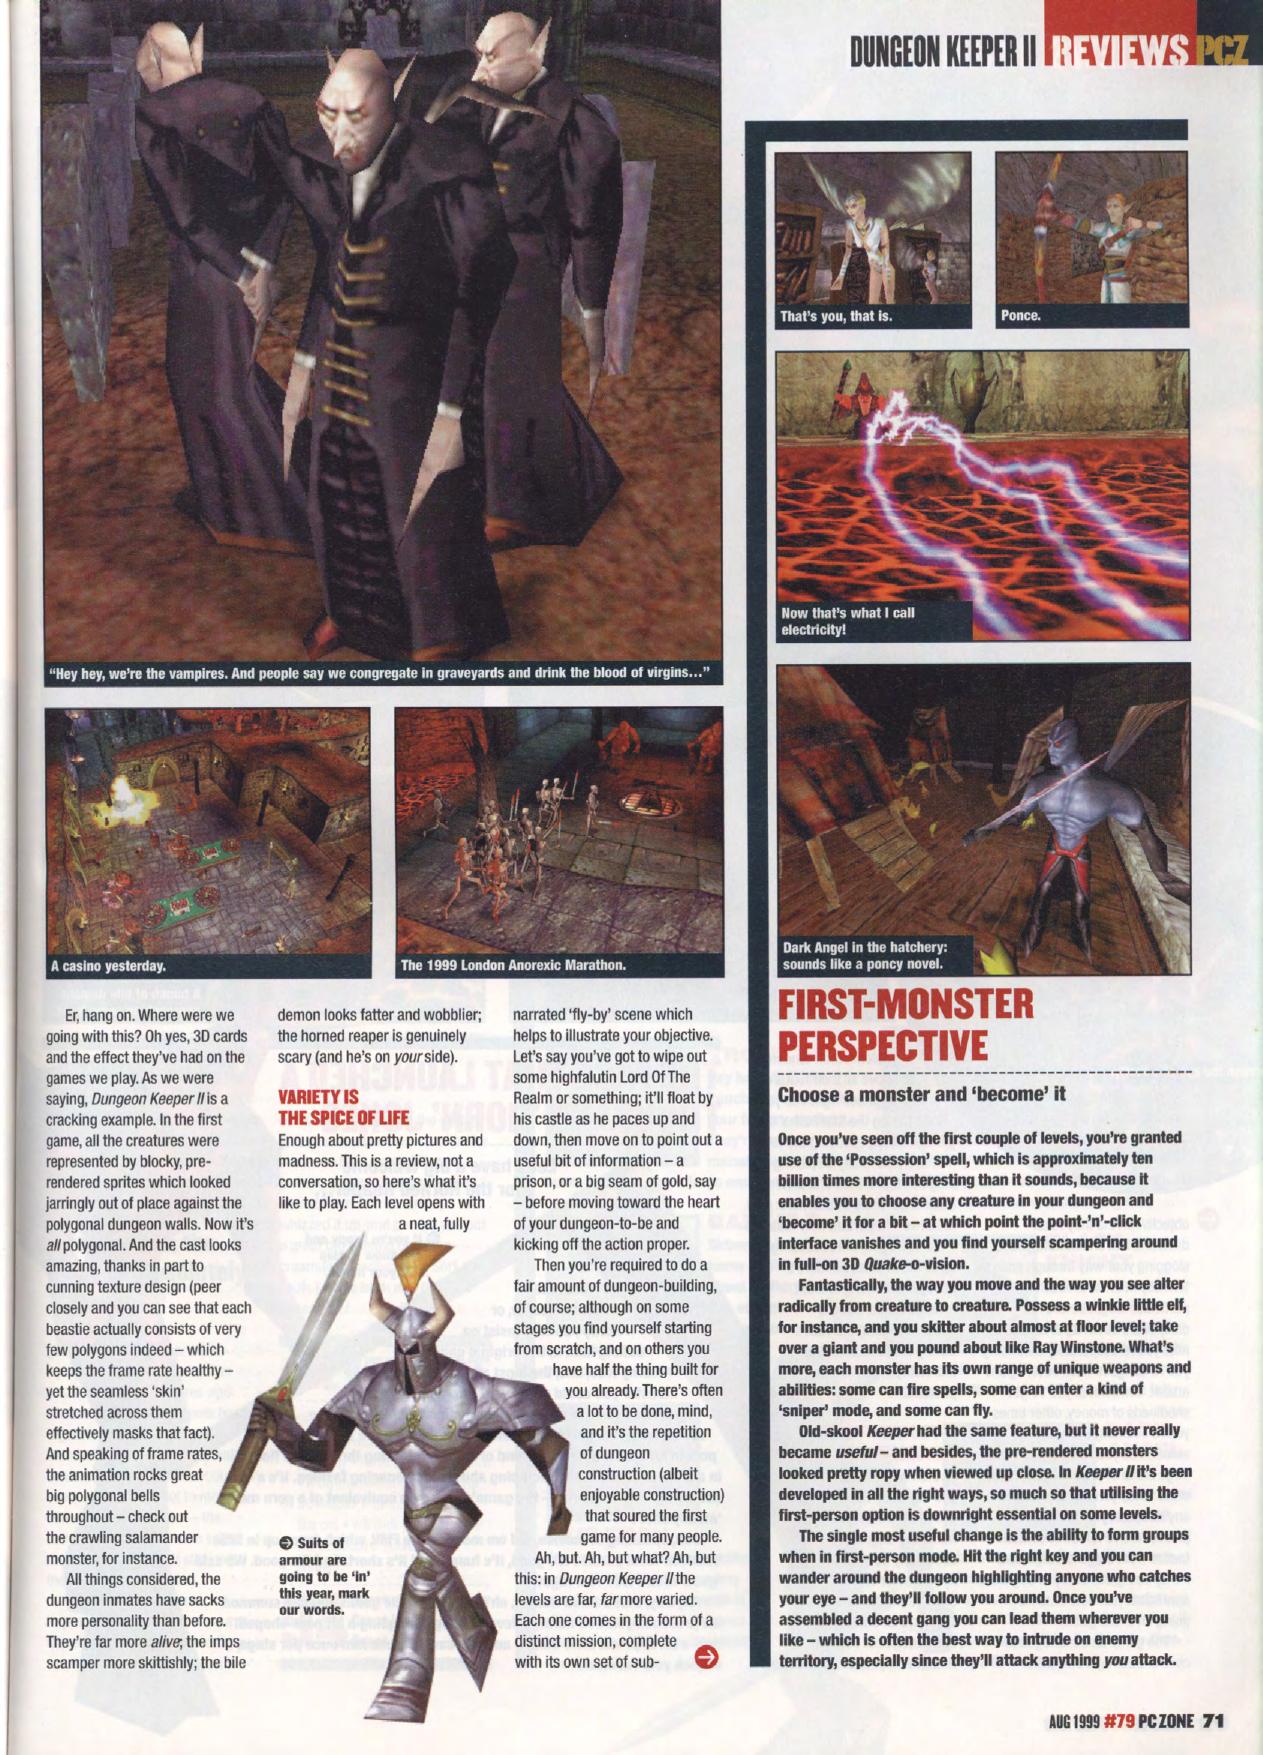 DUNGEON KEEPER II REVIEWS PCZ
"Hey hey, we're the vampires. And people say we congregate in graveyards and drink the blood of virgins..."
A casino yesterday.
The 1999 London Anorexic Marathon.
That's you, that is.
Ponce.
Now that's what I call
electricity!
Dark Angel in the hatchery:
sounds like a poncy novel.
Er, hang on. Where were we
going with this? Oh yes, 3D cards
and the effect they've had on the
games we play. As we were
saying, Dungeon Keeper II is a
cracking example. In the first
game, all the creatures were
represented by blocky, pre-
rendered sprites which looked
jarringly out of place against the
polygonal dungeon walls. Now it's
all polygonal. And the cast looks
amazing, thanks in part to
cunning texture design (peer
closely and you can see that each
beastie actually consists of very
few polygons indeed – which
keeps the frame rate healthy –
yet the seamless 'skin'
stretched across them
effectively masks that fact).
And speaking of frame rates,
the animation rocks great
big polygonal bells
throughout – check out
the crawling salamander
monster, for instance.
All things considered, the
dungeon inmates have sacks
more personality than before.
They're far more alive; the imps
scamper more skittishly; the bile
demon looks fatter and wobblier;
the horned reaper is genuinely
scary (and he's on your side).
VARIETY IS
THE SPICE OF LIFE
Enough about pretty pictures and
madness. This is a review, not a
conversation, so here's what it's
like to play. Each level opens with
a neat, fully
Suits of
armour are
going to be 'in'
this year, mark
our words.
narrated 'fly-by' scene which
helps to illustrate your objective.
Let's say you've got to wipe out
some highfalutin Lord Of The
Realm or something; it'll float by
his castle as he paces up and
down, then move on to point out a
useful bit of information – a
prison, or a big seam of gold, say
– before moving toward the heart
of your dungeon-to-be and
kicking off the action proper.
Then you're required to do a
fair amount of dungeon-building,
of course; although on some
stages you find yourself starting
from scratch, and on others you
have half the thing built for
you already. There's often
a lot to be done, mind,
and it's the repetition
of dungeon
construction (albeit
enjoyable construction)
that soured the first
game for many people.
Ah, but. Ah, but what? Ah, but
this: in Dungeon Keeper II the
levels are far, far more varied.
Each one comes in the form of a
distinct mission, complete
with its own set of sub-
FIRST-MONSTER
PERSPECTIVE
Choose a monster and 'become' it
Once you've seen off the first couple of levels, you're granted
use of the 'Possession' spell, which is approximately ten
billion times more interesting than it sounds, because it
enables you to choose any creature in your dungeon and
'become' it for a bit – at which point the point-'n'-click
interface vanishes and you find yourself scampering around
in full-on 3D Quake-o-vision.
Fantastically, the way you move and the way you see alter
radically from creature to creature. Possess a winkie little elf,
for instance, and you skitter about almost at floor level; take
over a giant and you pound about like Ray Winstone. What's
more, each monster has its own range of unique weapons and
abilities: some can fire spells, some can enter a kind of
'sniper' mode, and some can fly.
Old-skool Keeper had the same feature, but it never really
became useful – and besides, the pre-rendered monsters
looked pretty ropy when viewed up close. In Keeper II it's been
developed in all the right ways, so much so that utilising the
first-person option is downright essential on some levels.
The single most useful change is the ability to form groups
when in first-person mode. Hit the right key and you can
wander around the dungeon highlighting anyone who catches
your eye – and they'll follow you around. Once you've
assembled a decent gang you can lead them wherever you
like – which is often the best way to intrude on enemy
territory, especially since they'll attack anything you attack.
AUG 1999 #79 PC ZONE 71